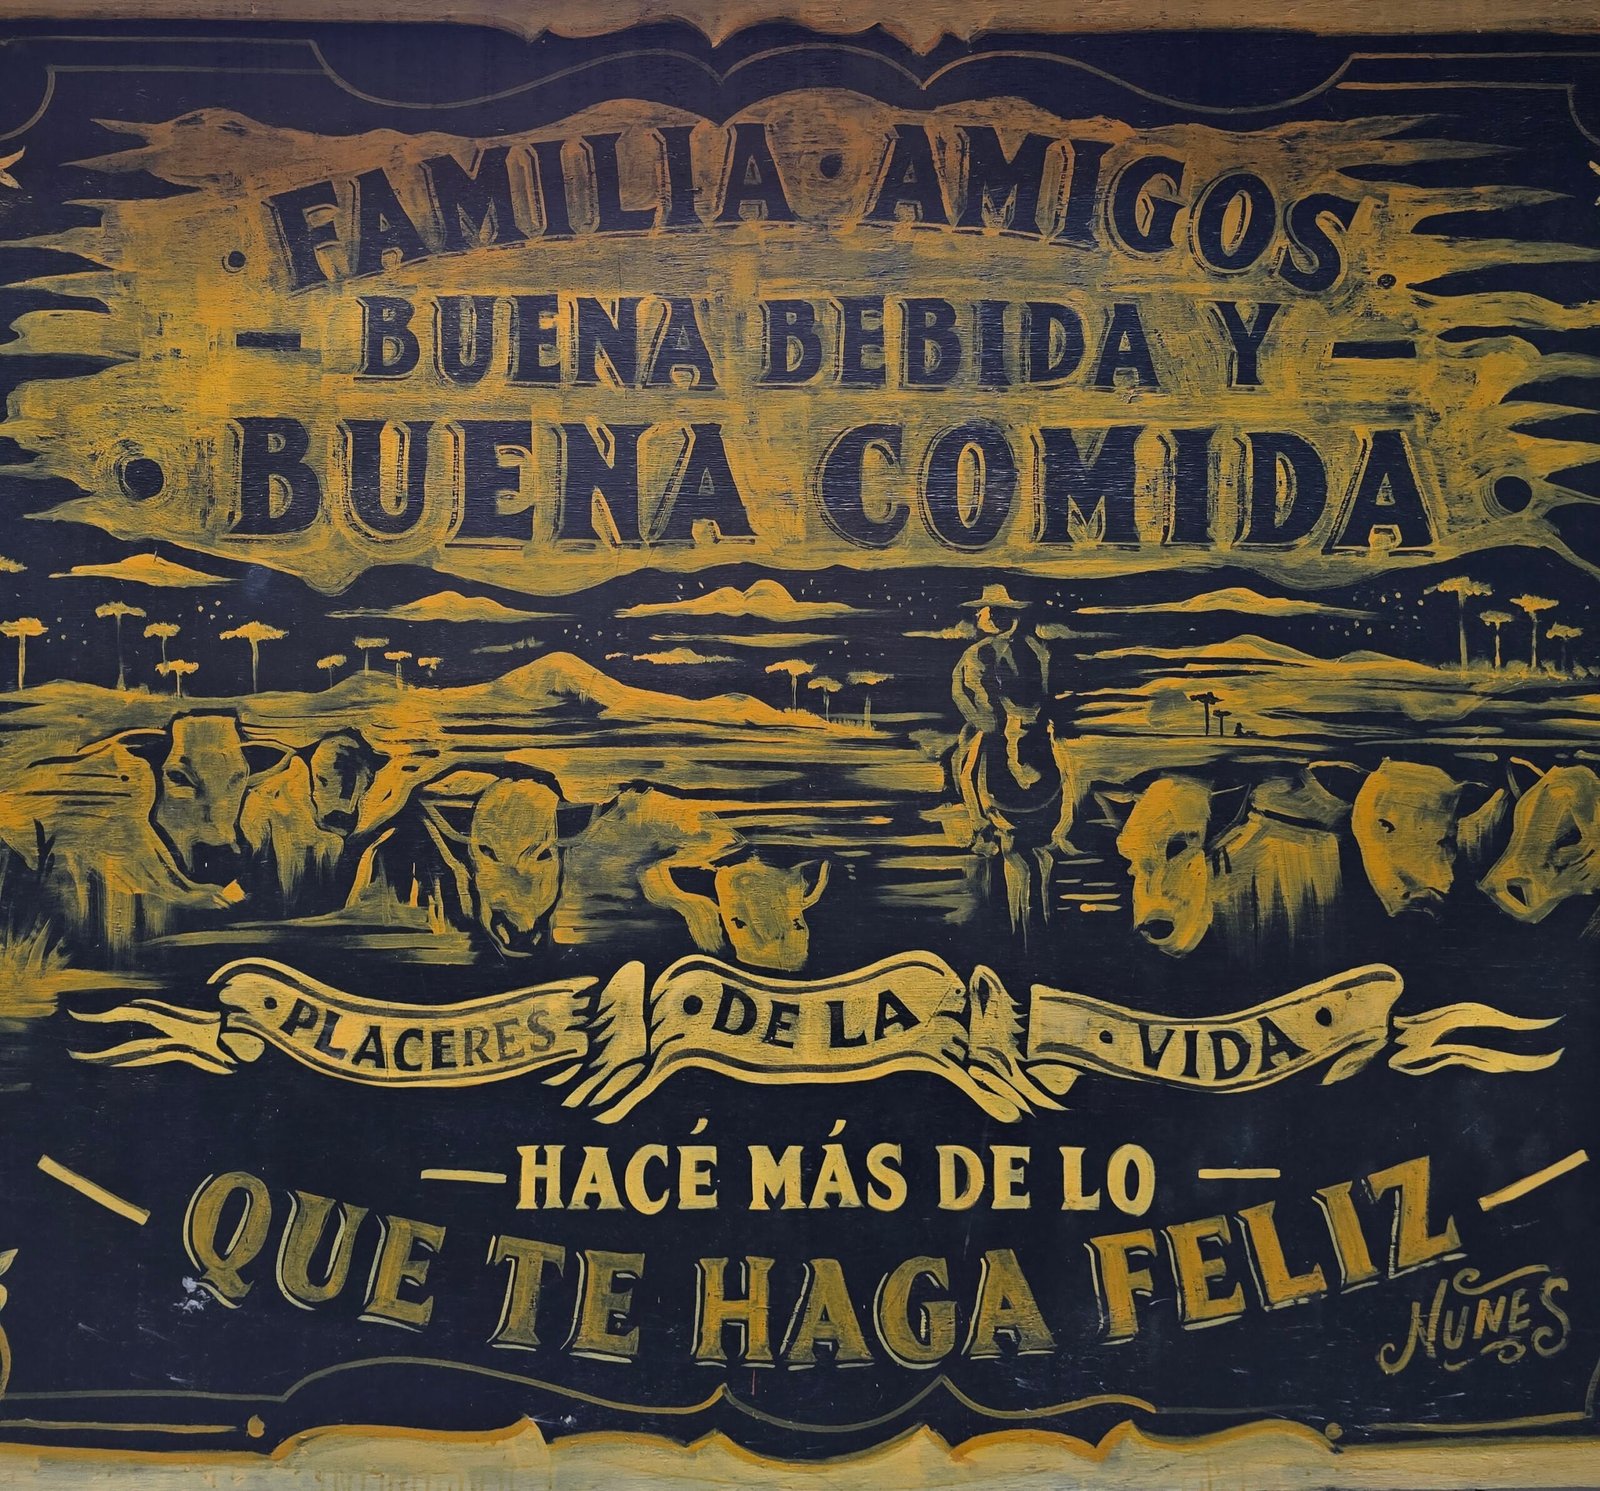 FAMILIA · AMIGOS
BUENA BEBIDA Y
BUENA COMIDA
PLACERES DE LA VIDA
HACÉ MÁS DE LO
QUE TE HAGA FELIZ
NUNES